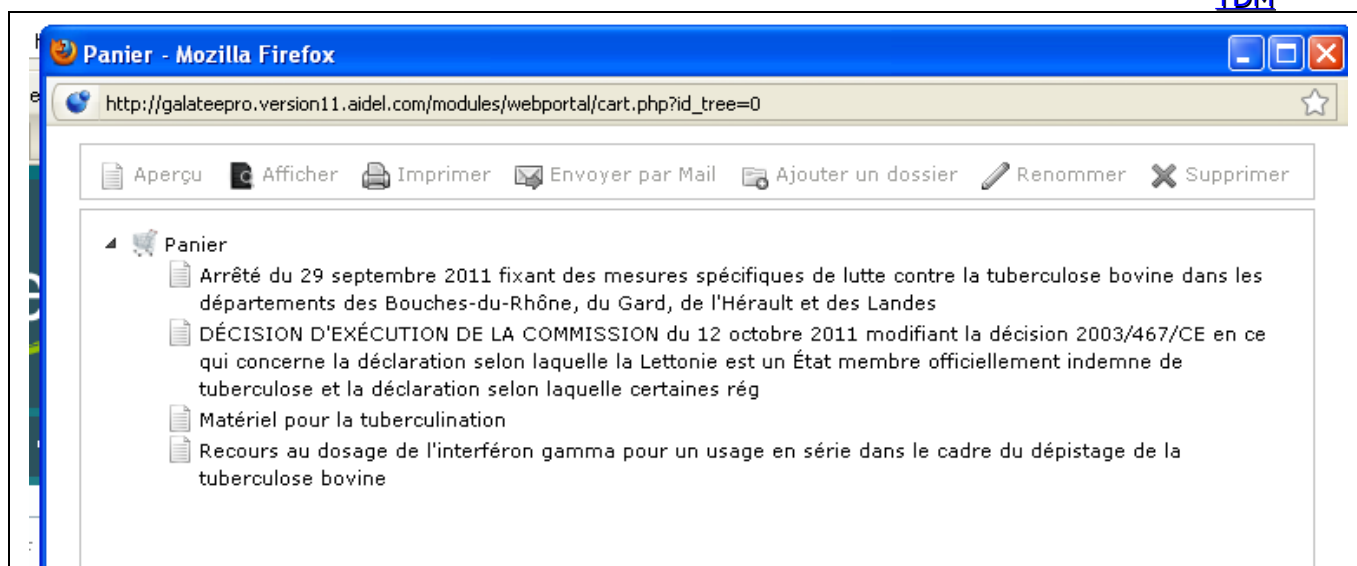 TDM
Panier - Mozilla Firefox
http://galateepro.version11.aidel.com/modules/webportal/cart.php?id_tree=0
Aperçu Afficher Imprimer Envoyer par Mail Ajouter un dossier Renommer Supprimer
Panier
Arrêté du 29 septembre 2011 fixant des mesures spécifiques de lutte contre la tuberculose bovine dans les
départements des Bouches-du-Rhône, du Gard, de l'Hérault et des Landes
DÉCISION D'EXÉCUTION DE LA COMMISSION du 12 octobre 2011 modifiant la décision 2003/467/CE en ce
qui concerne la déclaration selon laquelle la Lettonie est un État membre officiellement indemne de
tuberculose et la déclaration selon laquelle certaines rég
Matériel pour la tuberculination
Recours au dosage de l'interféron gamma pour un usage en série dans le cadre du dépistage de la
tuberculose bovine